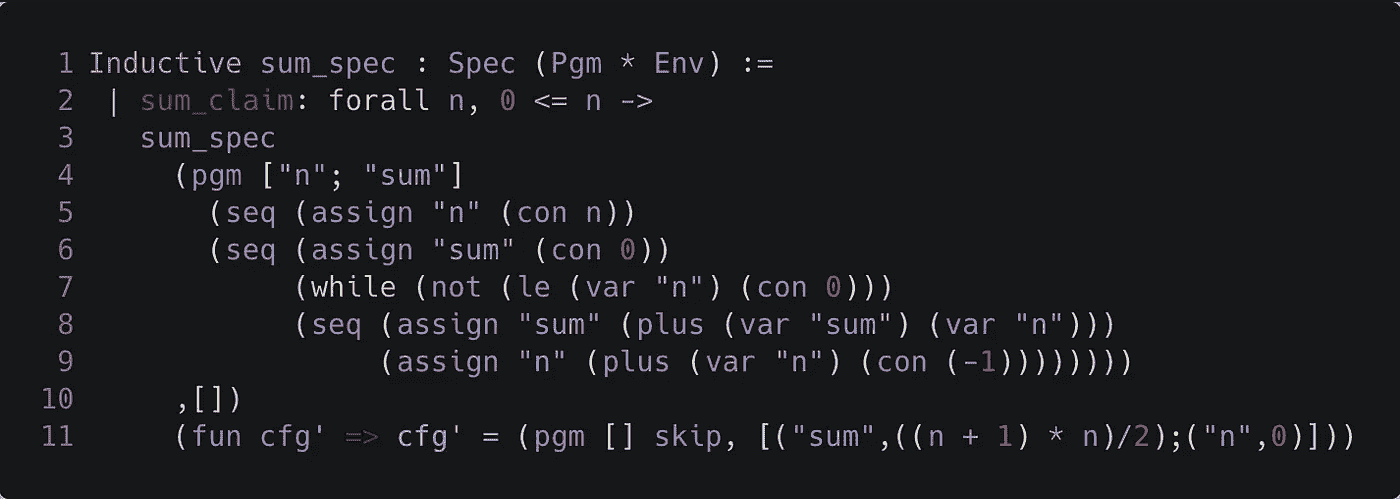 1 Inductive sum_spec : Spec (Pgm * Env) :=
2  | sum_claim: forall n, 0 <= n ->
3    sum_spec
4      (pgm ["n"; "sum"]
5        (seq (assign "n" (con n))
6        (seq (assign "sum" (con 0))
7             (while (not (le (var "n") (con 0)))
8             (seq (assign "sum" (plus (var "sum") (var "n")))
9                  (assign "n" (plus (var "n") (con (-1))))))))
10      ,[])
11      (fun cfg' => cfg' = (pgm [] skip, [("sum",((n + 1) * n)/2);("n",0)]))